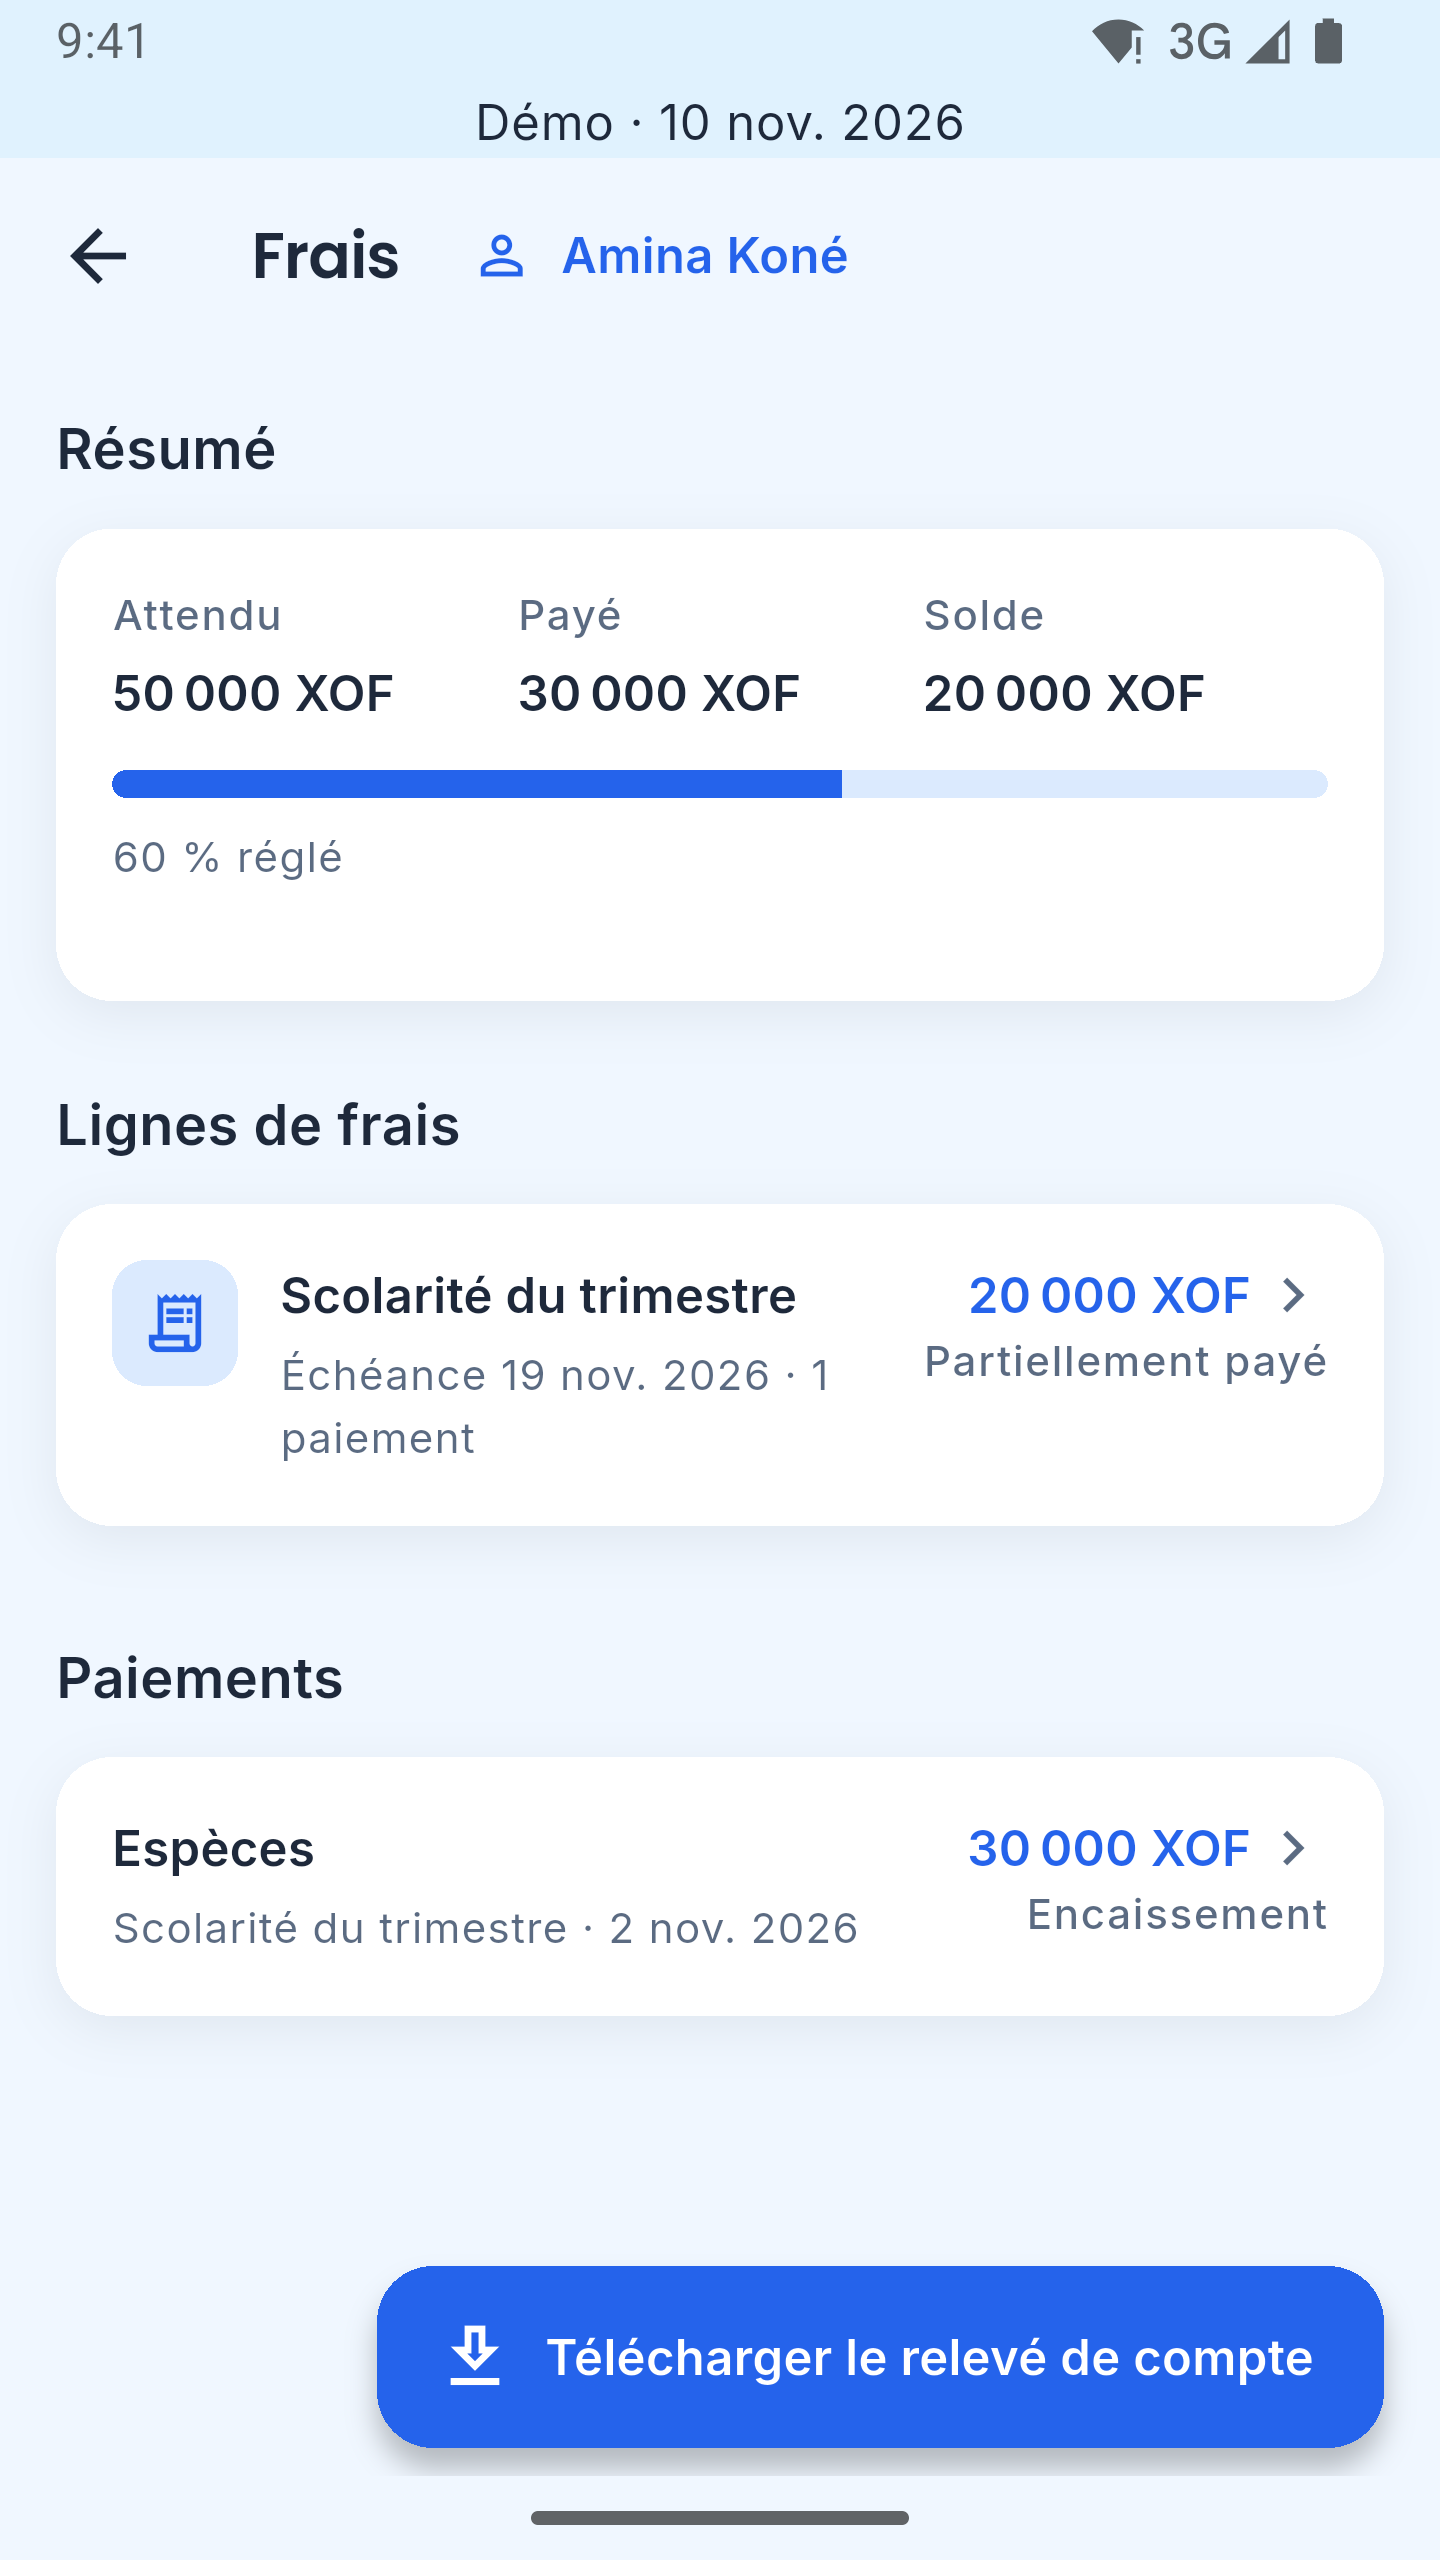 9:41
3G
Démo · 10 nov. 2026
Frais
Amina Koné
Résumé
Attendu
Payé
Solde
50 000 XOF
30 000 XOF
20 000 XOF
60 % réglé
Lignes de frais
Scolarité du trimestre
20 000 XOF
Échéance 19 nov. 2026 · 1
paiement
Partiellement payé
Paiements
Espèces
30 000 XOF
Scolarité du trimestre · 2 nov. 2026
Encaissement
Télécharger le relevé de compte